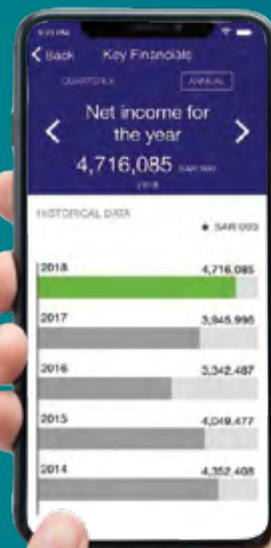 Back Key Financials
QUARTERLY ANNUAL
Net income for
the year
4,716,085 SAR 000
2018
HISTORICAL DATA
SAR 000
2018 4,716,085
2017 3,945,996
2016 3,342,487
2015 4,049,477
2014 4,352,408